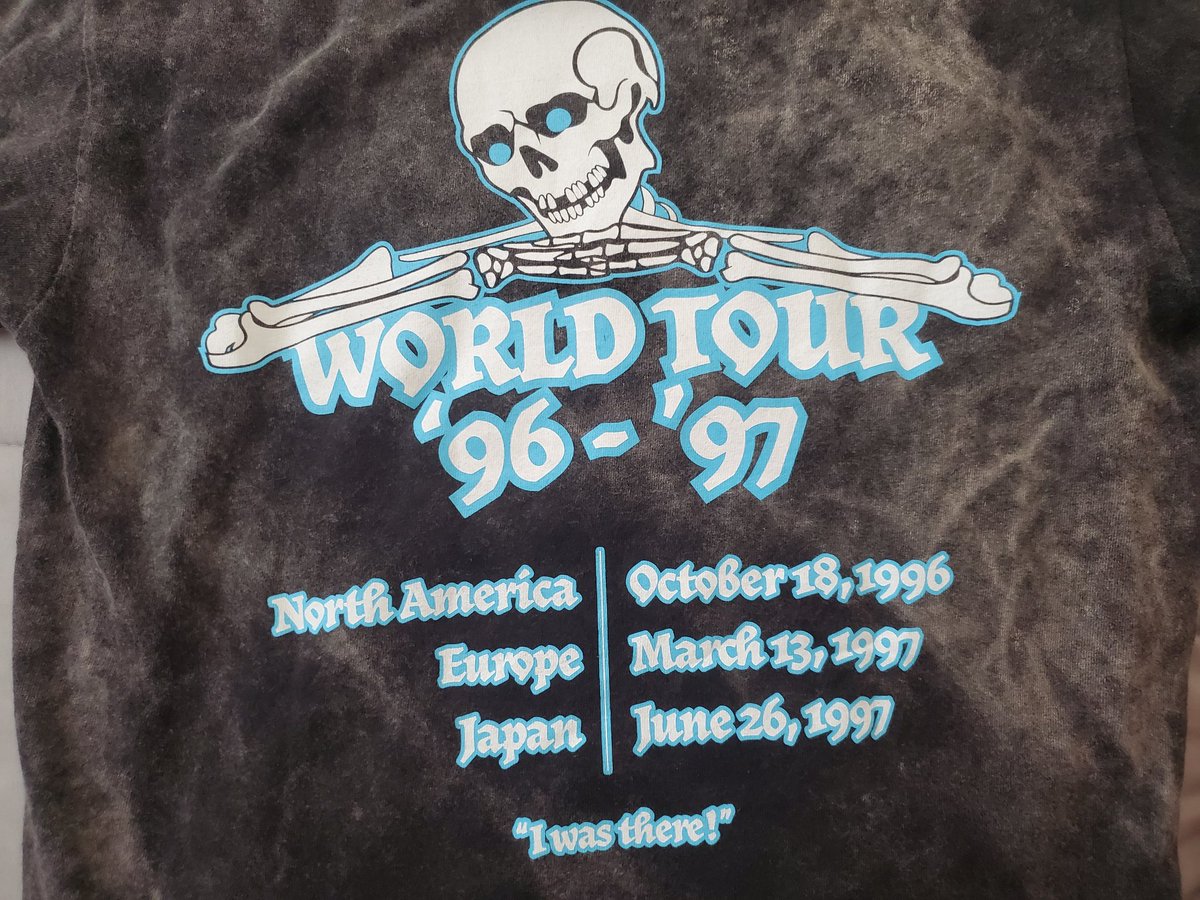 WORLD TOUR
'96 - '97
North America October 18, 1996
Europe March 13, 1997
Japan June 26, 1997
"I was there!"